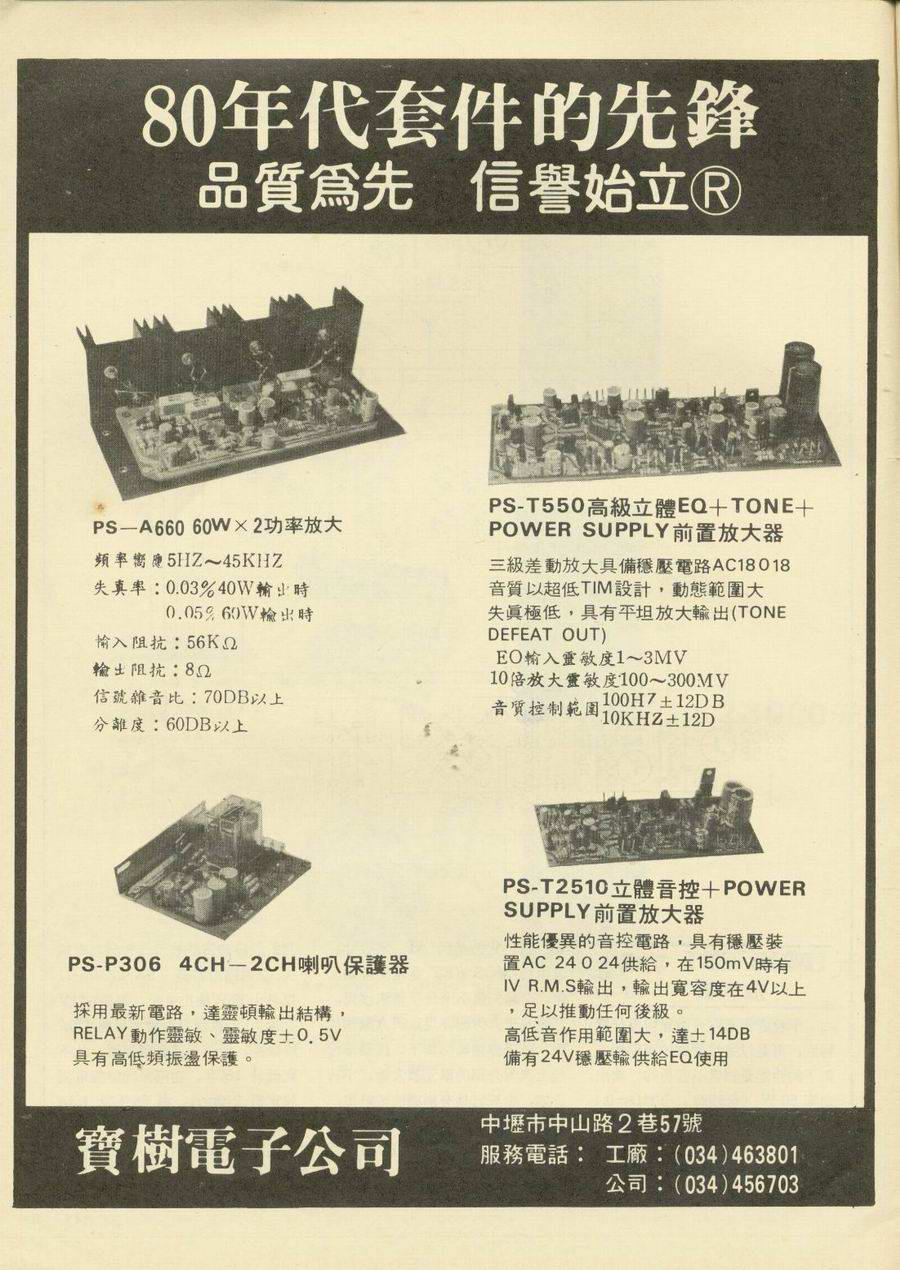 80年代套件的先鋒
品質爲先 信譽始立®
PS—A660 60W×2功率放大
頻率嚮應5HZ～45KHZ
失真率：0.03%40W輸出時
0.05% 60W輸出時
輸入阻抗：56KΩ
輸出阻抗：8Ω
信號雜音比：70DB以上
分離度：60DB以上
PS-T550高級立體EQ＋TONE＋
POWER SUPPLY前置放大器
三級差動放大具備穩壓電路AC18018
音質以超低TIM設計，動態範圍大
失眞極低，具有平坦放大輸出(TONE
DEFEAT OUT)
EO輸入靈敏度1～3MV
10倍放大靈敏度100～300MV
音質控制範圍100HZ±12DB
10KHZ±12D
PS-P306 4CH—2CH喇叭保護器
採用最新電路，達靈頓輸出結構，
RELAY動作靈敏、靈敏度±0.5V
具有高低頻振盪保護。
PS-T2510立體音控＋POWER
SUPPLY前置放大器
性能優異的音控電路，具有穩壓裝
置AC 24 0 24供給，在150mV時有
IV R.M.S輸出，輸出寬容度在4V以上
，足以推動任何後級。
高低音作用範圍大，達±14DB
備有24V穩壓輸供給EQ使用
寶樹電子公司
中壢市中山路2巷57號
服務電話： 工廠：(034)463801
公司：(034)456703